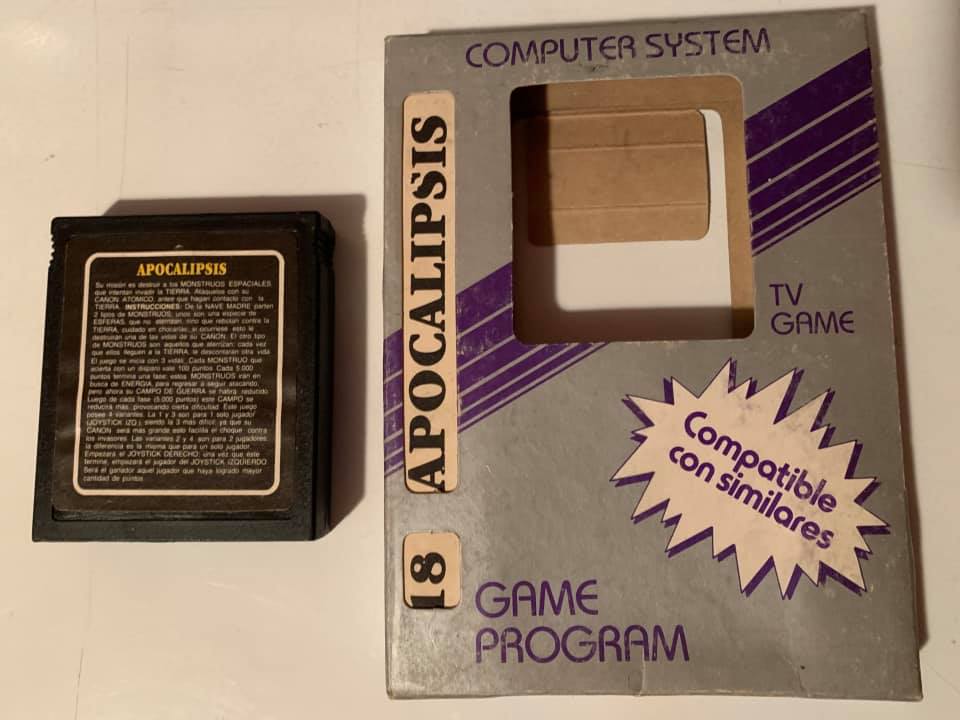 APOCALIPSIS
Su misión es destruir a los MONSTRUOS ESPACIALES
que intentan invadir la TIERRA. Atáquelos con su
CAÑON ATOMICO, antes que hagan contacto con la
TIERRA. INSTRUCCIONES: De la NAVE MADRE parten
2 tipos de MONSTRUOS; unos son una especie de
ESFERAS, que no aterrizan, sino que rebotan contra la
TIERRA, cuidado en chocarlas; si ocurriese esto le
destruirán una de las vidas de su CAÑON. El otro tipo
de MONSTRUOS son aquellos que aterrizan; cada vez
que ellos lleguen a la TIERRA, le descontarán otra vida.
El juego se inicia con 3 vidas. Cada MONSTRUO que
acierta con un disparo vale 100 puntos. Cada 5.000
puntos termina una fase; estos MONSTRUOS irán en
busca de ENERGIA, para regresar a seguir atacando,
pero ahora su CAMPO DE GUERRA se habrá reducido.
Luego de cada fase (5.000 puntos) este CAMPO se
reducirá más, provocando cierta dificultad. Este juego
posee 4 variantes. La 1 y 3 son para 1 solo jugador
(JOYSTICK IZQ.), siendo la 3 más difícil, ya que su
CAÑON será más grande esto facilita el choque contra
los invasores. Las variantes 2 y 4 son para 2 jugadores;
la diferencia es la misma que para un solo jugador.
Empezará el JOYSTICK DERECHO; una vez que éste
termine, empezará el jugador del JOYSTICK IZQUIERDO.
Será el ganador aquel jugador que haya logrado mayor
cantidad de puntos.
COMPUTER SYSTEM
APOCALIPSIS
18
TV
GAME
Compatible
con similares
GAME
PROGRAM